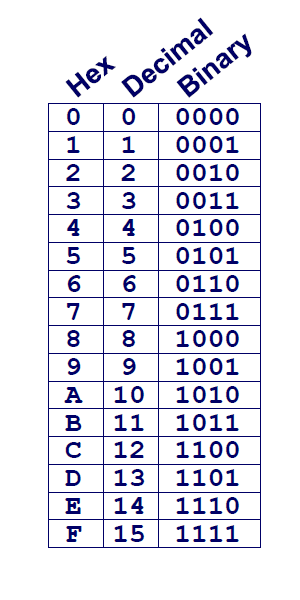 Hex Decimal Binary
0 0 0000
1 1 0001
2 2 0010
3 3 0011
4 4 0100
5 5 0101
6 6 0110
7 7 0111
8 8 1000
9 9 1001
A 10 1010
B 11 1011
C 12 1100
D 13 1101
E 14 1110
F 15 1111